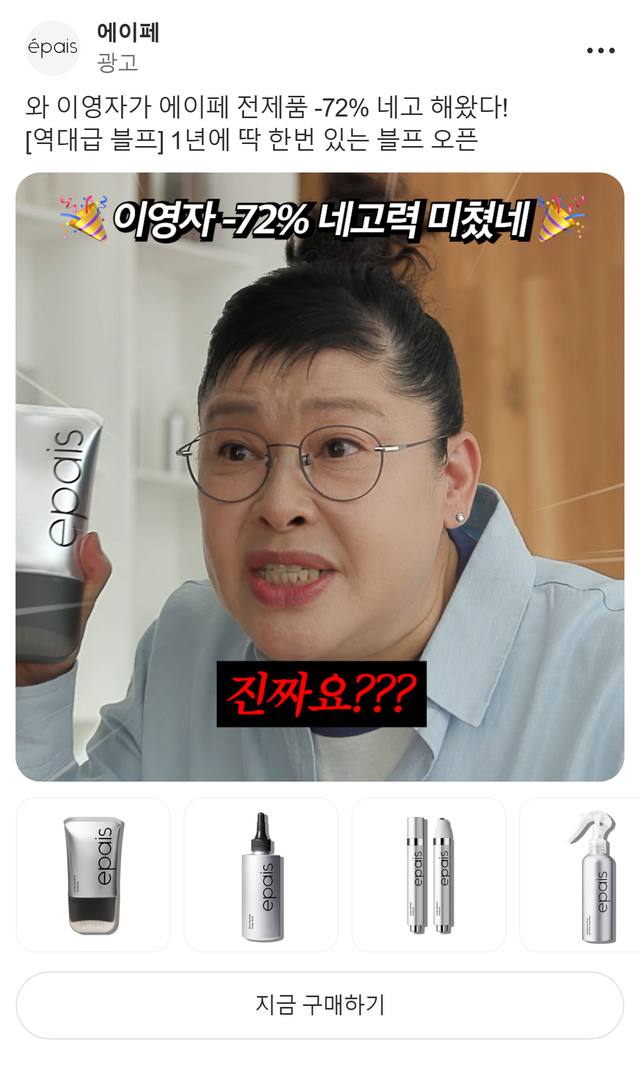 épais
에이페
광고
와 이영자가 에이페 전제품 -72% 네고 해왔다!
[역대급 블프] 1년에 딱 한번 있는 블프 오픈
이영자 -72% 네고력 미쳤네
epais
진짜요???
epais
epais
epais
epais
epais
지금 구매하기